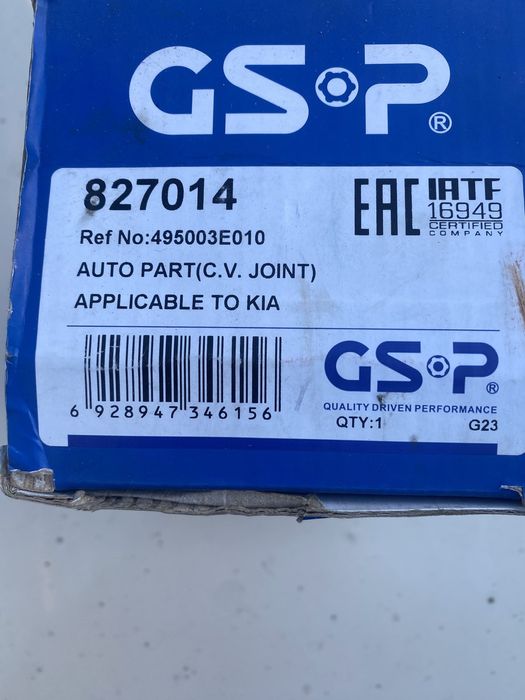 GSP®
827014
EAC IATF
16949
CERTIFIED
COMPANY
Ref No:495003E010
AUTO PART(C.V. JOINT)
APPLICABLE TO KIA
GSP®
QUALITY DRIVEN PERFORMANCE
6 928947 346156
QTY:1 G23